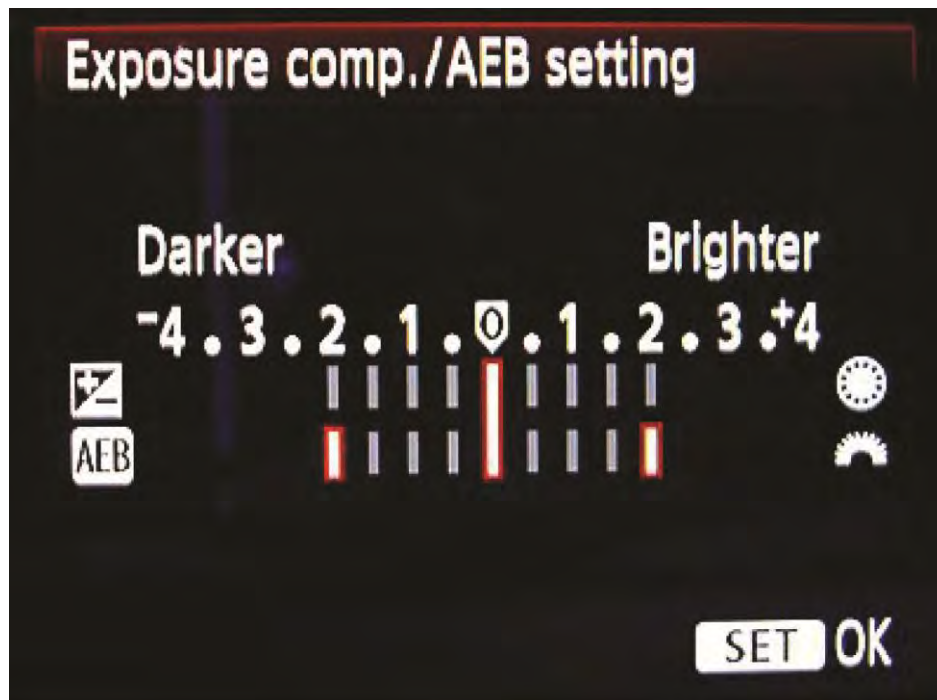 Exposure comp./AEB setting
Darker Brighter
-4.3.2.1.0.1.2.3.+4
AEB
SET OK